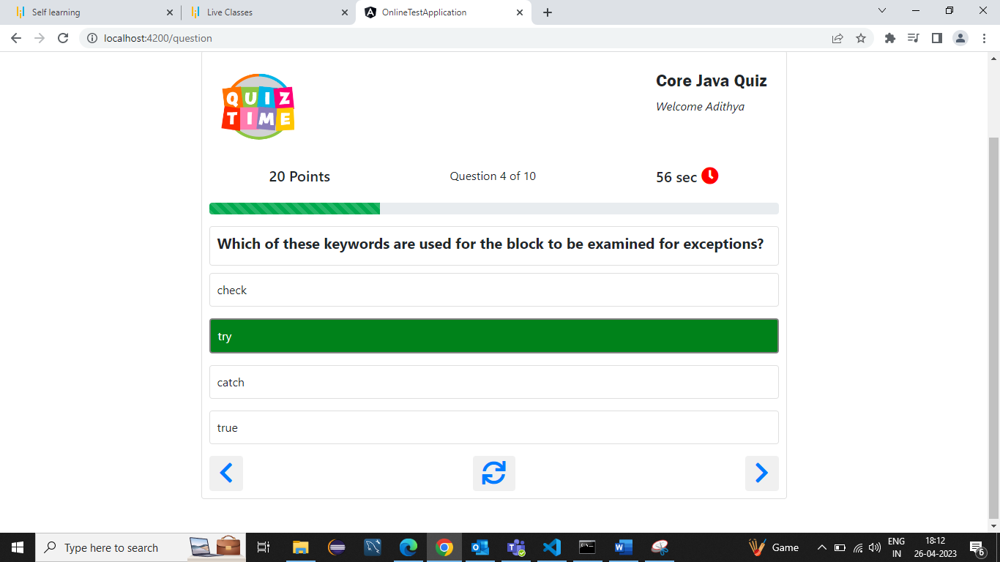 Self learning
Live Classes
OnlineTestApplication
localhost:4200/question
QUIZ
TIME
Core Java Quiz
Welcome Adithya
20 Points
Question 4 of 10
56 sec
Which of these keywords are used for the block to be examined for exceptions?
check
try
catch
true
Type here to search
Game
ENG
IN
18:12
26-04-2023
6